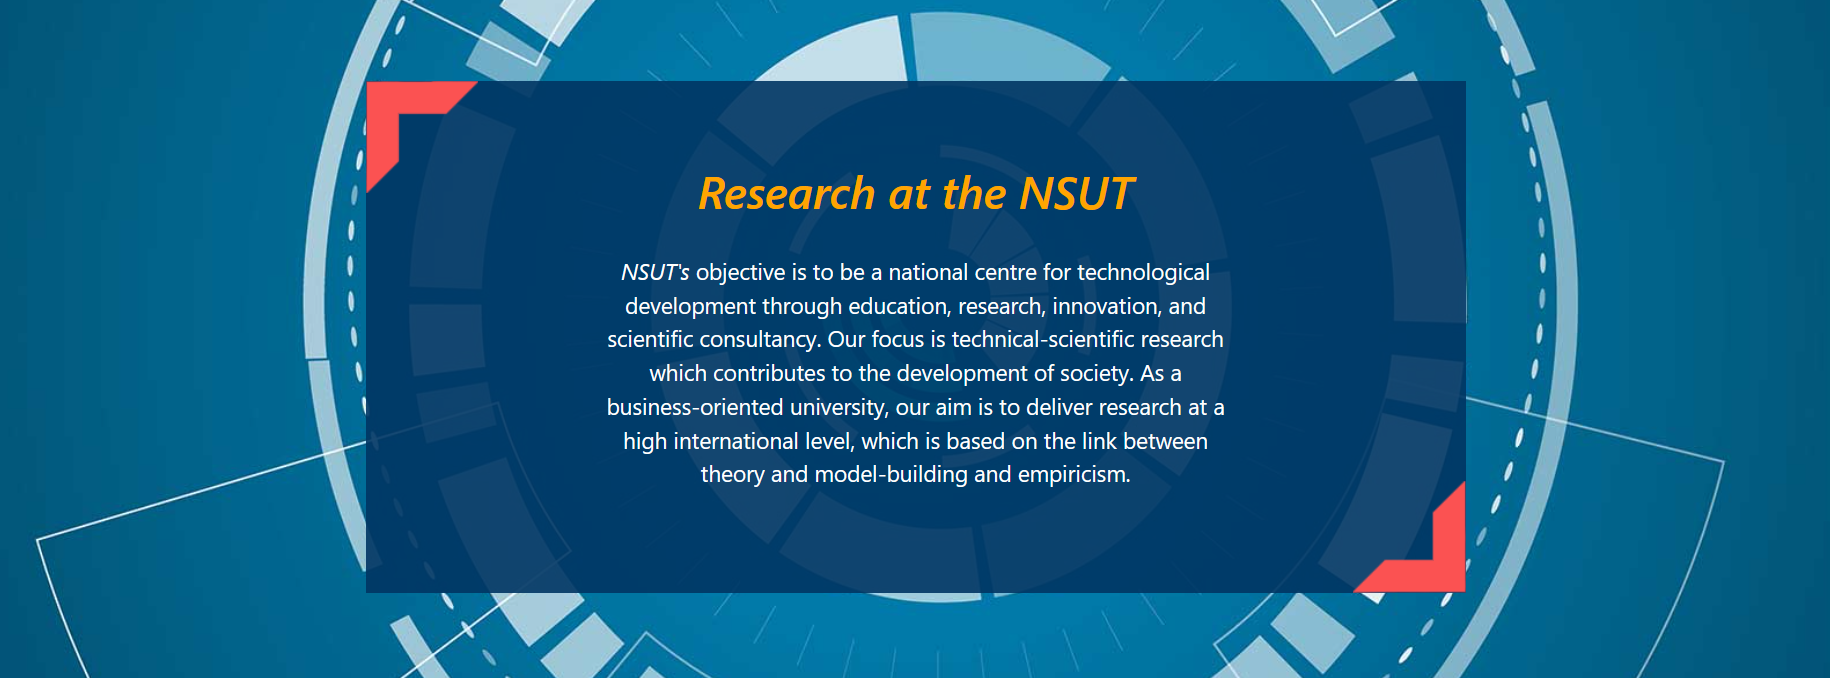 Research at the NSUT
NSUT's objective is to be a national centre for technological
development through education, research, innovation, and
scientific consultancy. Our focus is technical-scientific research
which contributes to the development of society. As a
business-oriented university, our aim is to deliver research at a
high international level, which is based on the link between
theory and model-building and empiricism.